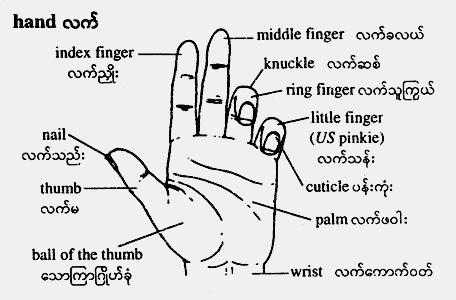 hand လက်
middle finger လက်ခလယ်
index finger
လက်ညှိုး
knuckle လက်ဆစ်
ring finger လက်သူကြွယ်
little finger
(US pinkie)
လက်သန်း
nail
လက်သည်း
cuticle ပန်းကုံး
thumb
လက်မ
palm လက်ဖဝါး
ball of the thumb
သောကြာဂြိုဟ်ခုံ
wrist လက်ကောက်ဝတ်